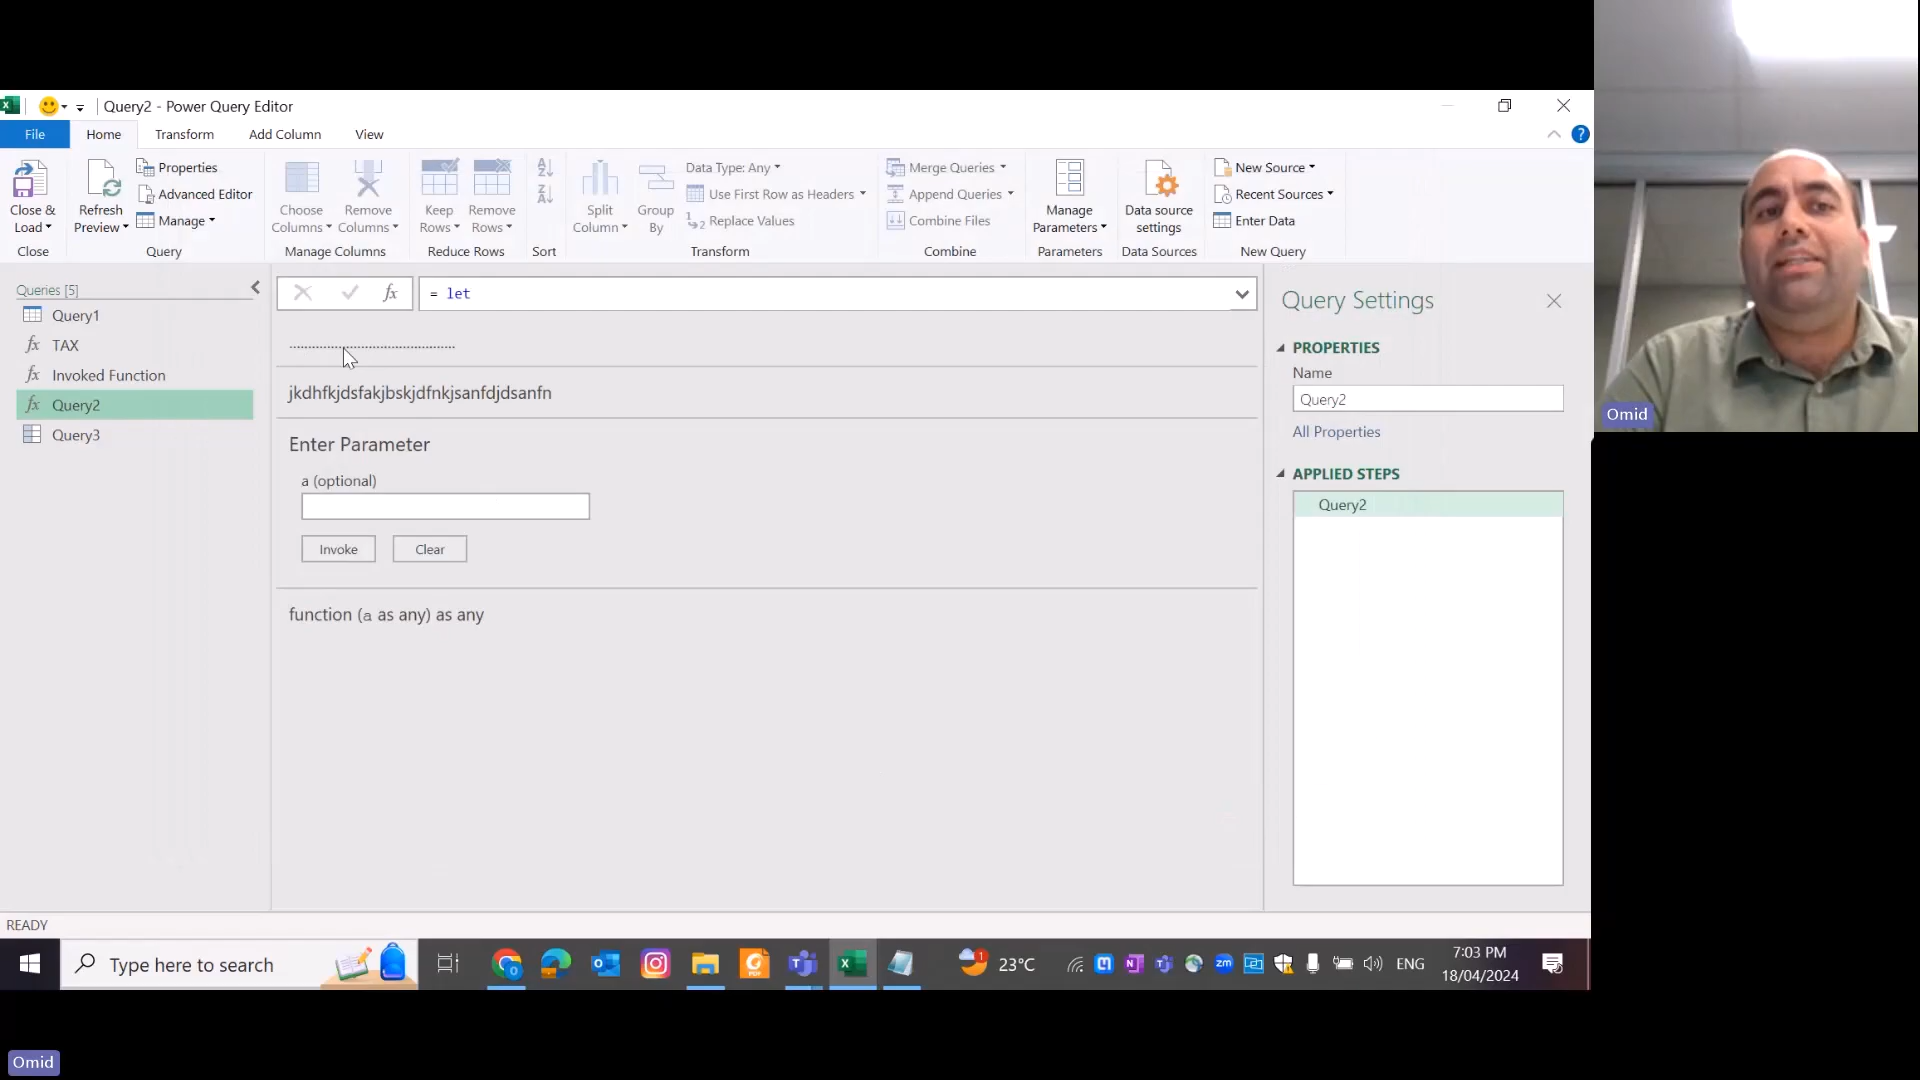 Query2 - Power Query Editor
File Home Transform Add Column View
Close & Load
Close
Refresh Preview
Properties
Advanced Editor
Manage
Query
Choose Columns
Remove Columns
Manage Columns
Keep Rows
Remove Rows
Reduce Rows
Sort
Split Column
Group By
Data Type: Any
Use First Row as Headers
Replace Values
Transform
Merge Queries
Append Queries
Combine Files
Combine
Manage Parameters
Parameters
Data source settings
Data Sources
New Source
Recent Sources
Enter Data
New Query
Queries [5]
Query1
TAX
Invoked Function
Query2
Query3
= let
............................................
jkdhfkjdsfakjbskjdfnkjsanfdjdsanfn
Enter Parameter
a (optional)
Invoke Clear
function (a as any) as any
Query Settings
PROPERTIES
Name
Query2
All Properties
APPLIED STEPS
Query2
Omid
READY
Type here to search
23°C
ENG
7:03 PM
18/04/2024
Omid